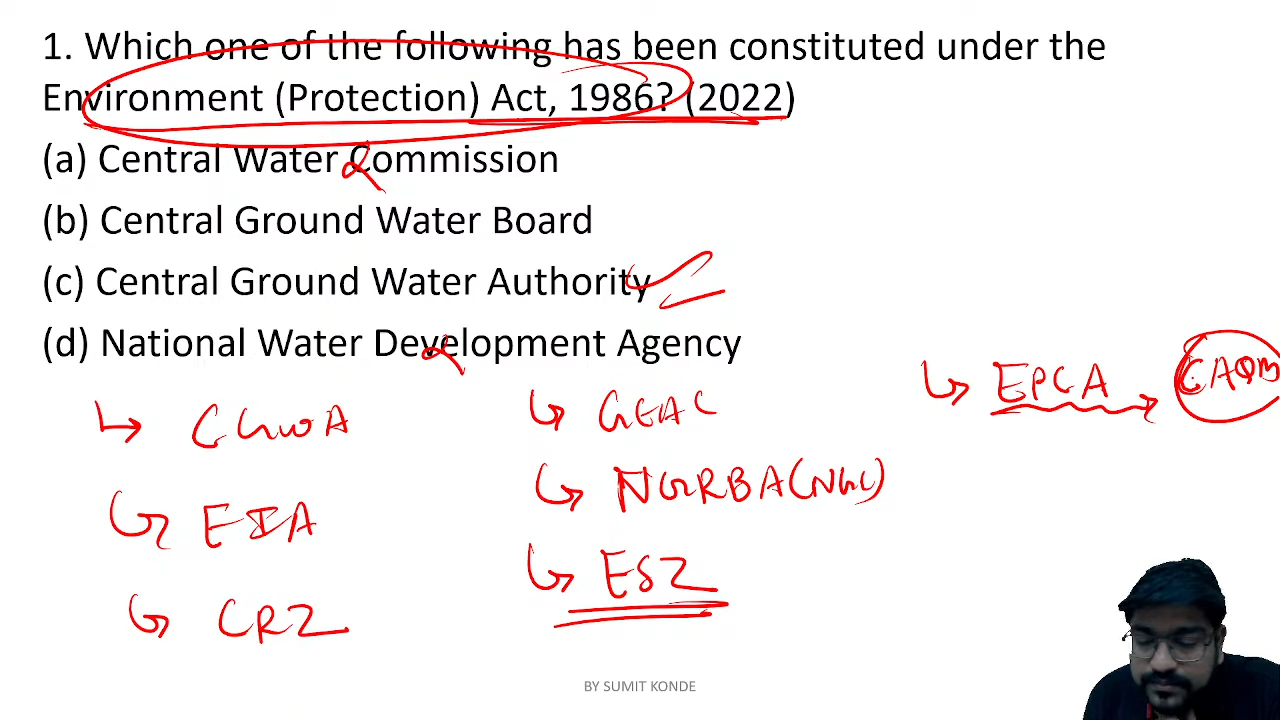 1. Which one of the following has been constituted under the
Environment (Protection) Act, 1986? (2022)
(a) Central Water Commission
(b) Central Ground Water Board
(c) Central Ground Water Authority
(d) National Water Development Agency
EPCA
CAQM
CGWA
GEAC
NGRBA (NGC)
EIA
ESZ
CRZ
BY SUMIT KONDE